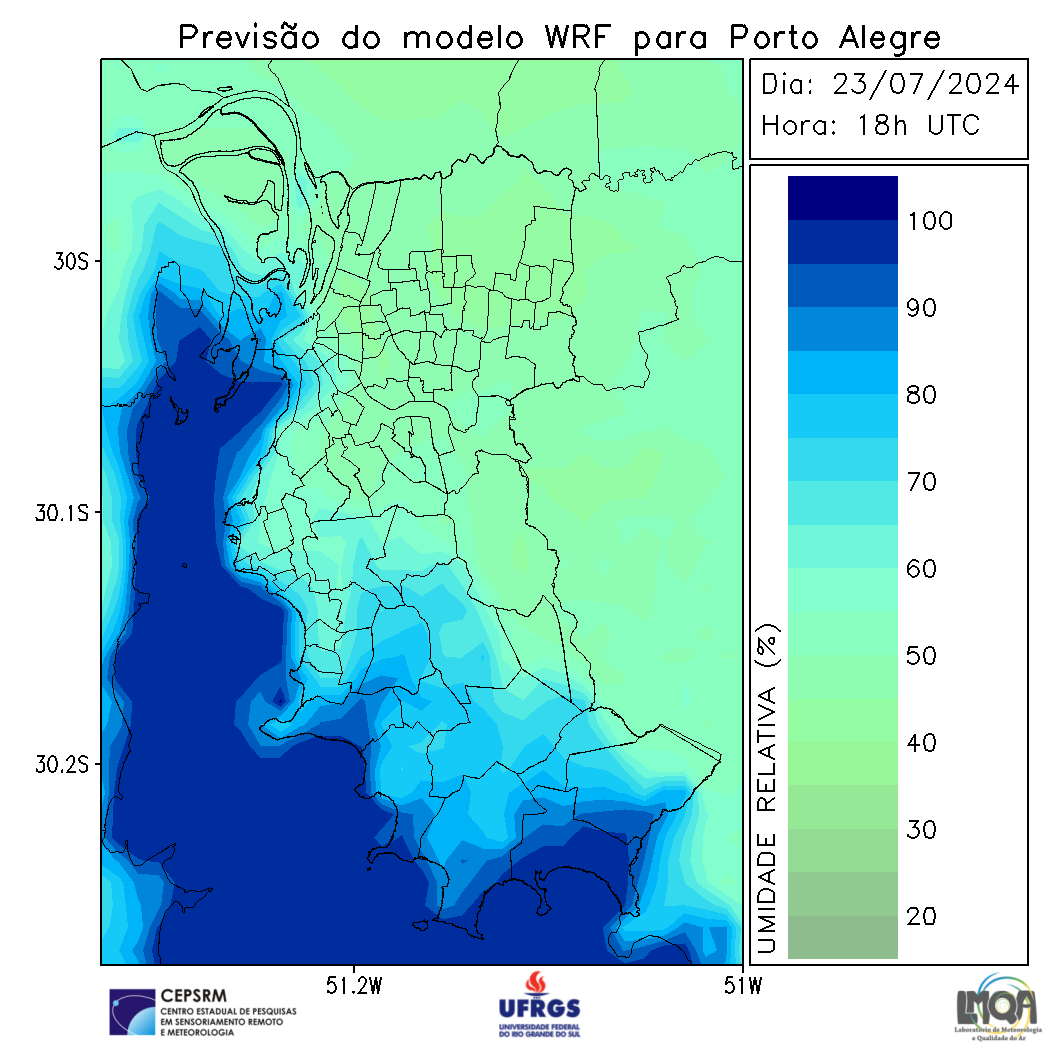 Previsão do modelo WRF para Porto Alegre
Dia: 23/07/2024
Hora: 18h UTC
30S
30.1S
30.2S
51.2W
51W
UMIDADE RELATIVA (%)
100
90
80
70
60
50
40
30
20
CEPSRM
CENTRO ESTADUAL DE PESQUISAS
EM SENSORIAMENTO REMOTO
E METEOROLOGIA
UFRGS
UNIVERSIDADE FEDERAL
DO RIO GRANDE DO SUL
LMQA
Laboratório de Meteorologia
e Qualidade do Ar